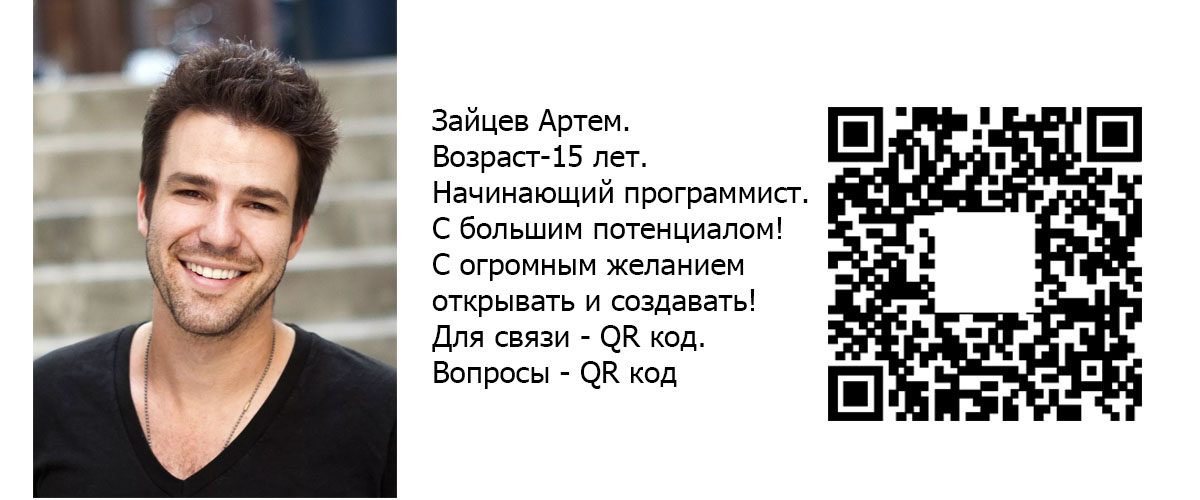 Зайцев Артем.
Возраст-15 лет.
Начинающий программист.
С большим потенциалом!
С огромным желанием
открывать и создавать!
Для связи - QR код.
Вопросы - QR код